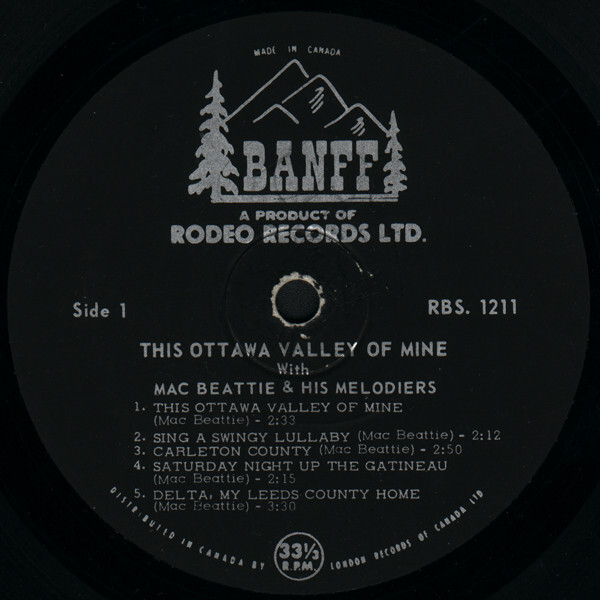 MADE IN CANADA
BANFF
A PRODUCT OF
RODEO RECORDS LTD.
Side 1
RBS. 1211
THIS OTTAWA VALLEY OF MINE
With
MAC BEATTIE & HIS MELODIERS
1. THIS OTTAWA VALLEY OF MINE
(Mac Beattie) - 2:33
2. SING A SWINGY LULLABY (Mac Beattie) - 2:12
3. CARLETON COUNTY (Mac Beattie) - 2:50
4. SATURDAY NIGHT UP THE GATINEAU
(Mac Beattie) - 2:15
5. DELTA, MY LEEDS COUNTY HOME
(Mac Beattie) - 3:30
DISTRIBUTED IN CANADA BY LONDON RECORDS OF CANADA LTD
33⅓
R.P.M.